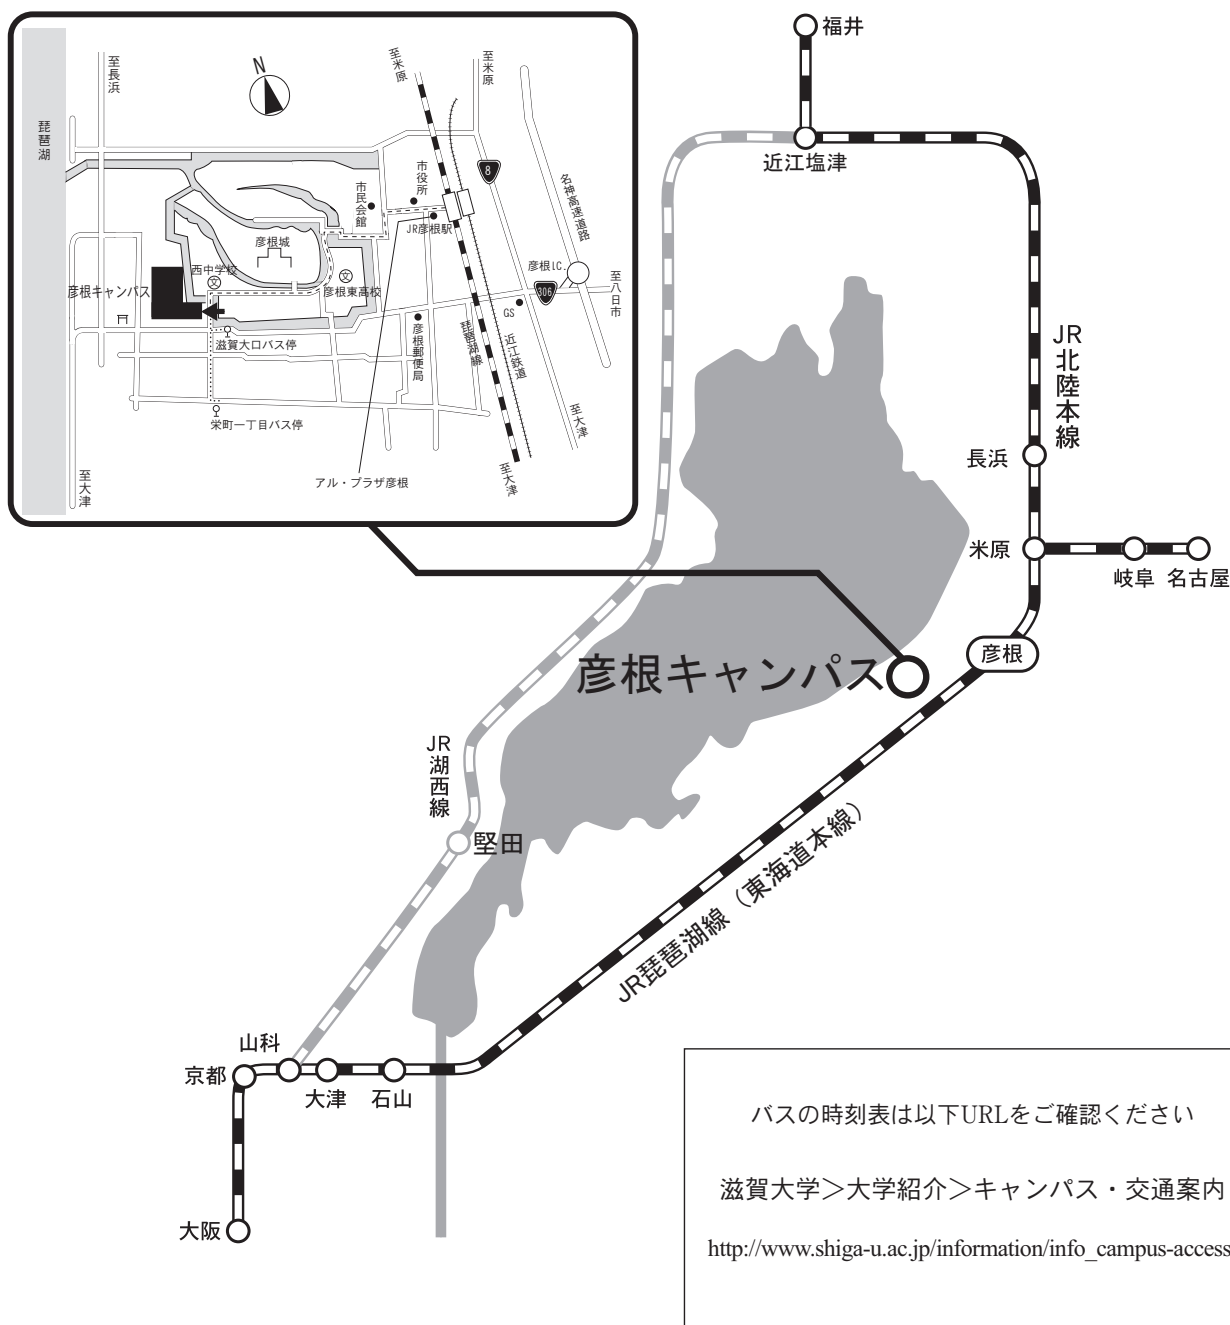 福井
近江塩津
JR北陸本線
長浜
米原
岐阜
名古屋
彦根
彦根キャンパス
JR湖西線
堅田
JR琵琶湖線（東海道本線）
山科
京都
大津
石山
大阪
琵琶湖
至長浜
N
至米原
至米原
8
名神高速道路
市役所
市民会館
JR彦根駅
彦根城
西中学校
文
文
彦根東高校
彦根キャンパス
彦根IC.
306
至八日市
GS
滋賀大口バス停
彦根郵便局
琵琶湖線
近江鉄道
栄町一丁目バス停
至大津
至大津
至大津
アル・プラザ彦根
バスの時刻表は以下URLをご確認ください
滋賀大学＞大学紹介＞キャンパス・交通案内
http://www.shiga-u.ac.jp/information/info_campus-access